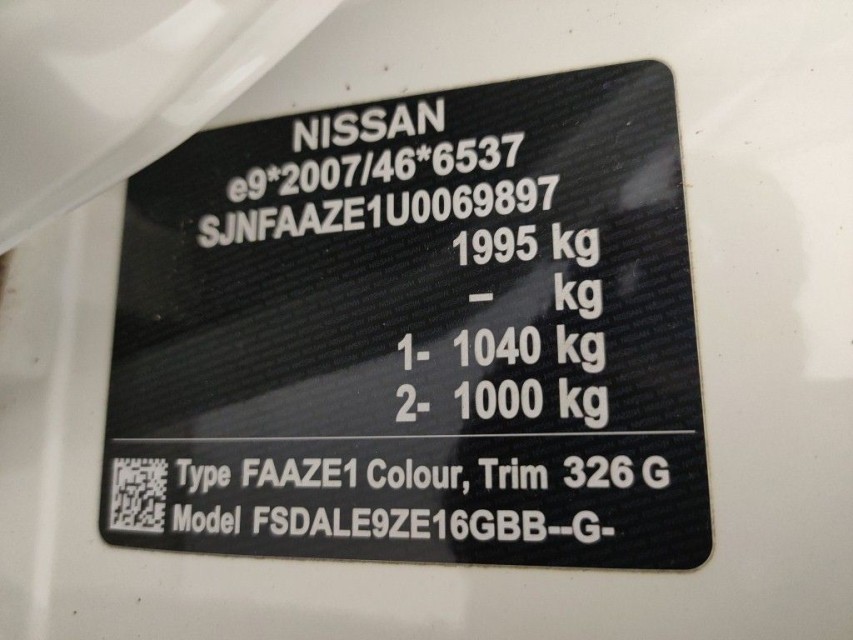 NISSAN
e9*2007/46*6537
SJNFAAZE1U0069897
1995 kg
– kg
1- 1040 kg
2- 1000 kg
Type FAAZE1 Colour, Trim 326 G
Model FSDALE9ZE16GBB--G-